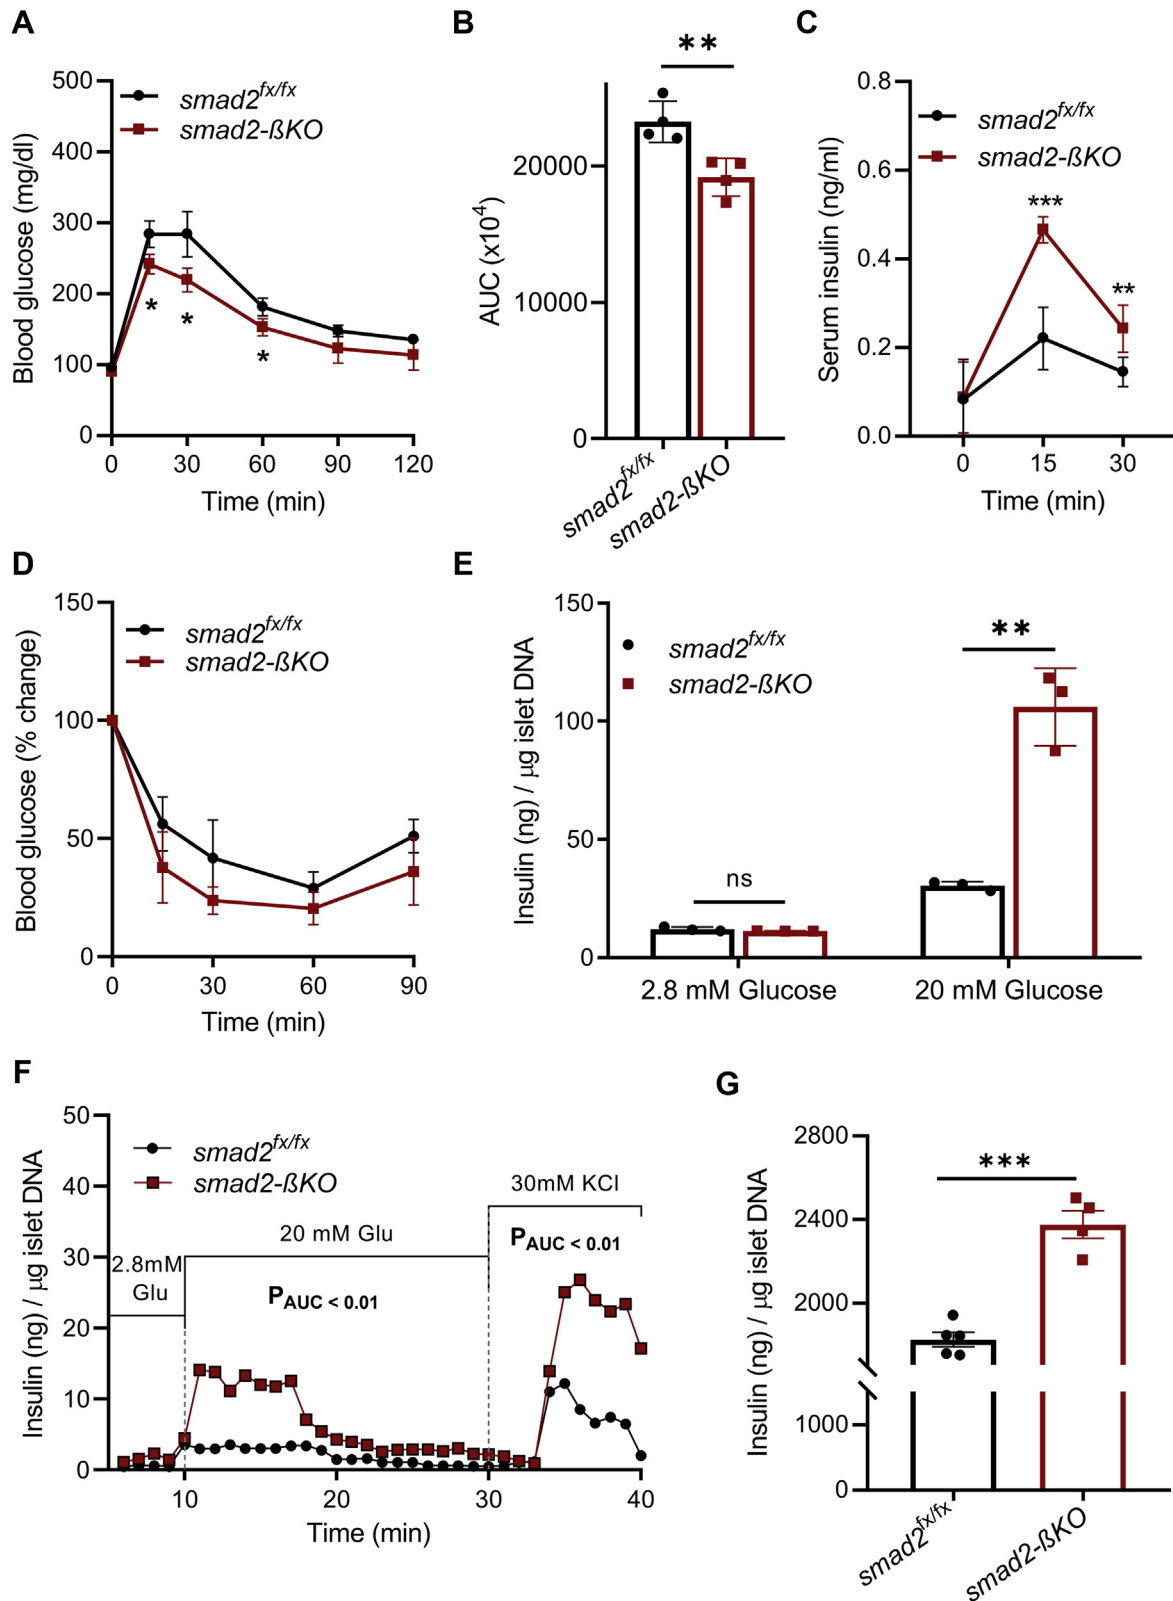 A
Blood glucose (mg/dl)
500
400
300
200
100
0
smad2fx/fx
smad2-ßKO
*
*
*
0 30 60 90 120
Time (min)
B
**
AUC (x10⁴)
20000
10000
0
smad2fx/fx
smad2-ßKO
C
Serum insulin (ng/ml)
0.8
0.6
0.4
0.2
0.0
smad2fx/fx
smad2-ßKO
***
**
0 15 30
Time (min)
D
Blood glucose (% change)
150
100
50
0
smad2fx/fx
smad2-ßKO
0 30 60 90
Time (min)
E
Insulin (ng) / µg islet DNA
150
100
50
0
smad2fx/fx
smad2-ßKO
ns
**
2.8 mM Glucose 20 mM Glucose
F
Insulin (ng) / µg islet DNA
50
40
30
20
10
0
smad2fx/fx
smad2-ßKO
2.8mM
Glu
20 mM Glu
30mM KCl
PAUC < 0.01
PAUC < 0.01
10 20 30 40
Time (min)
G
Insulin (ng) / µg islet DNA
2800
2400
2000
1000
0
***
smad2fx/fx
smad2-ßKO